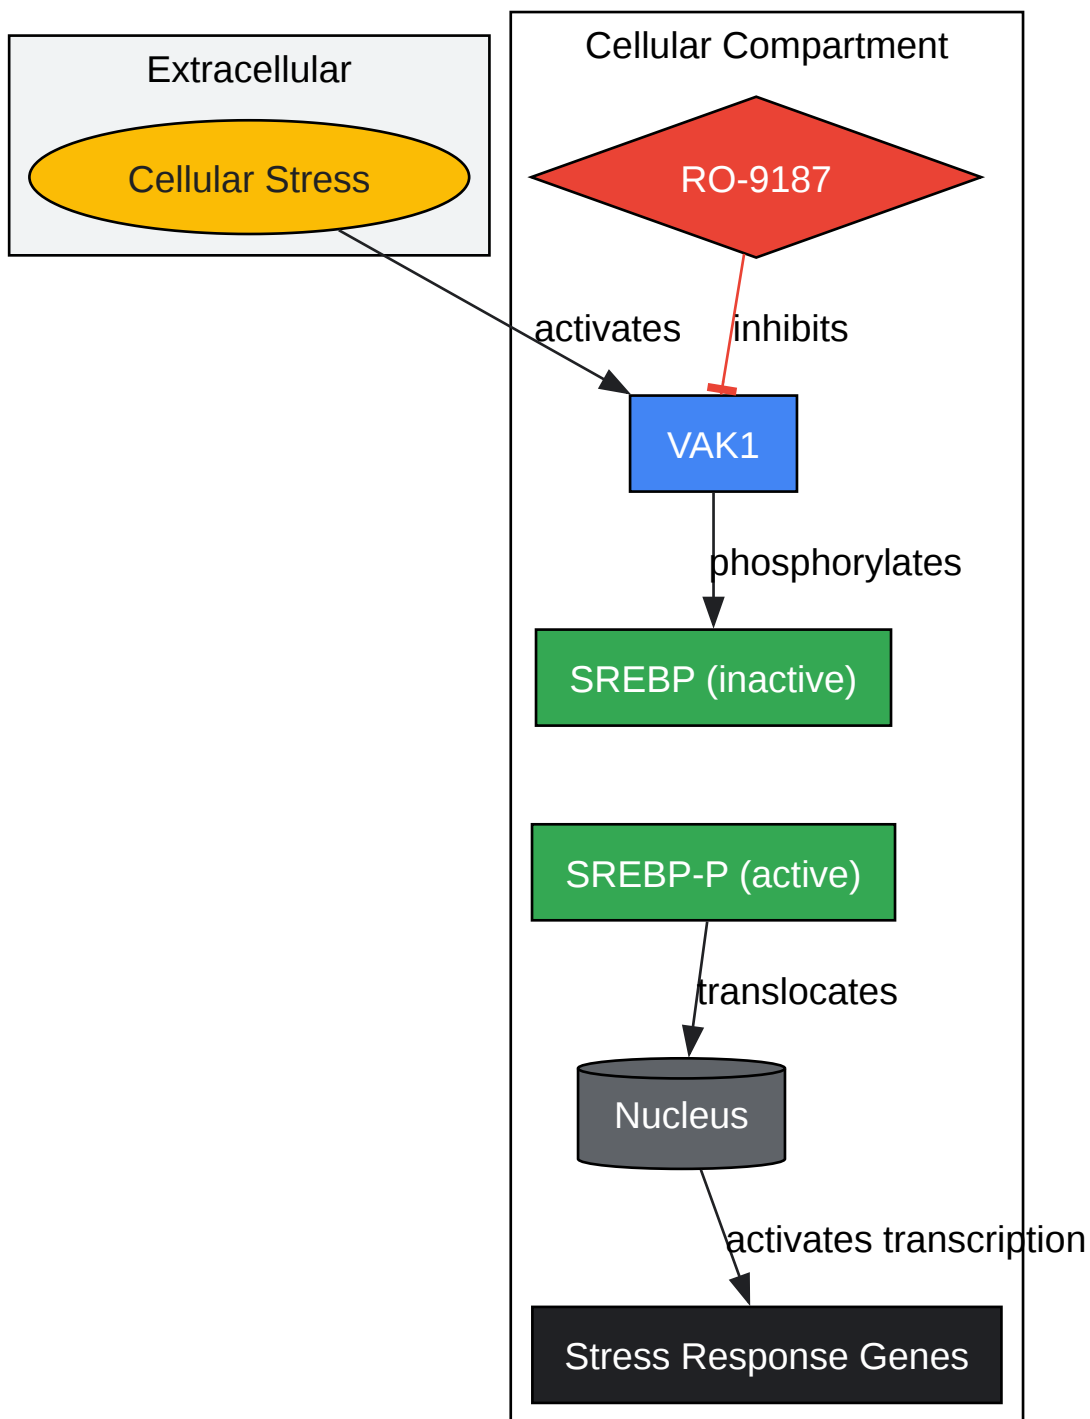 Cellular Compartment
Extracellular
Cellular Stress
RO-9187
activates
inhibits
VAK1
phosphorylates
SREBP (inactive)
SREBP-P (active)
translocates
Nucleus
activates transcription
Stress Response Genes